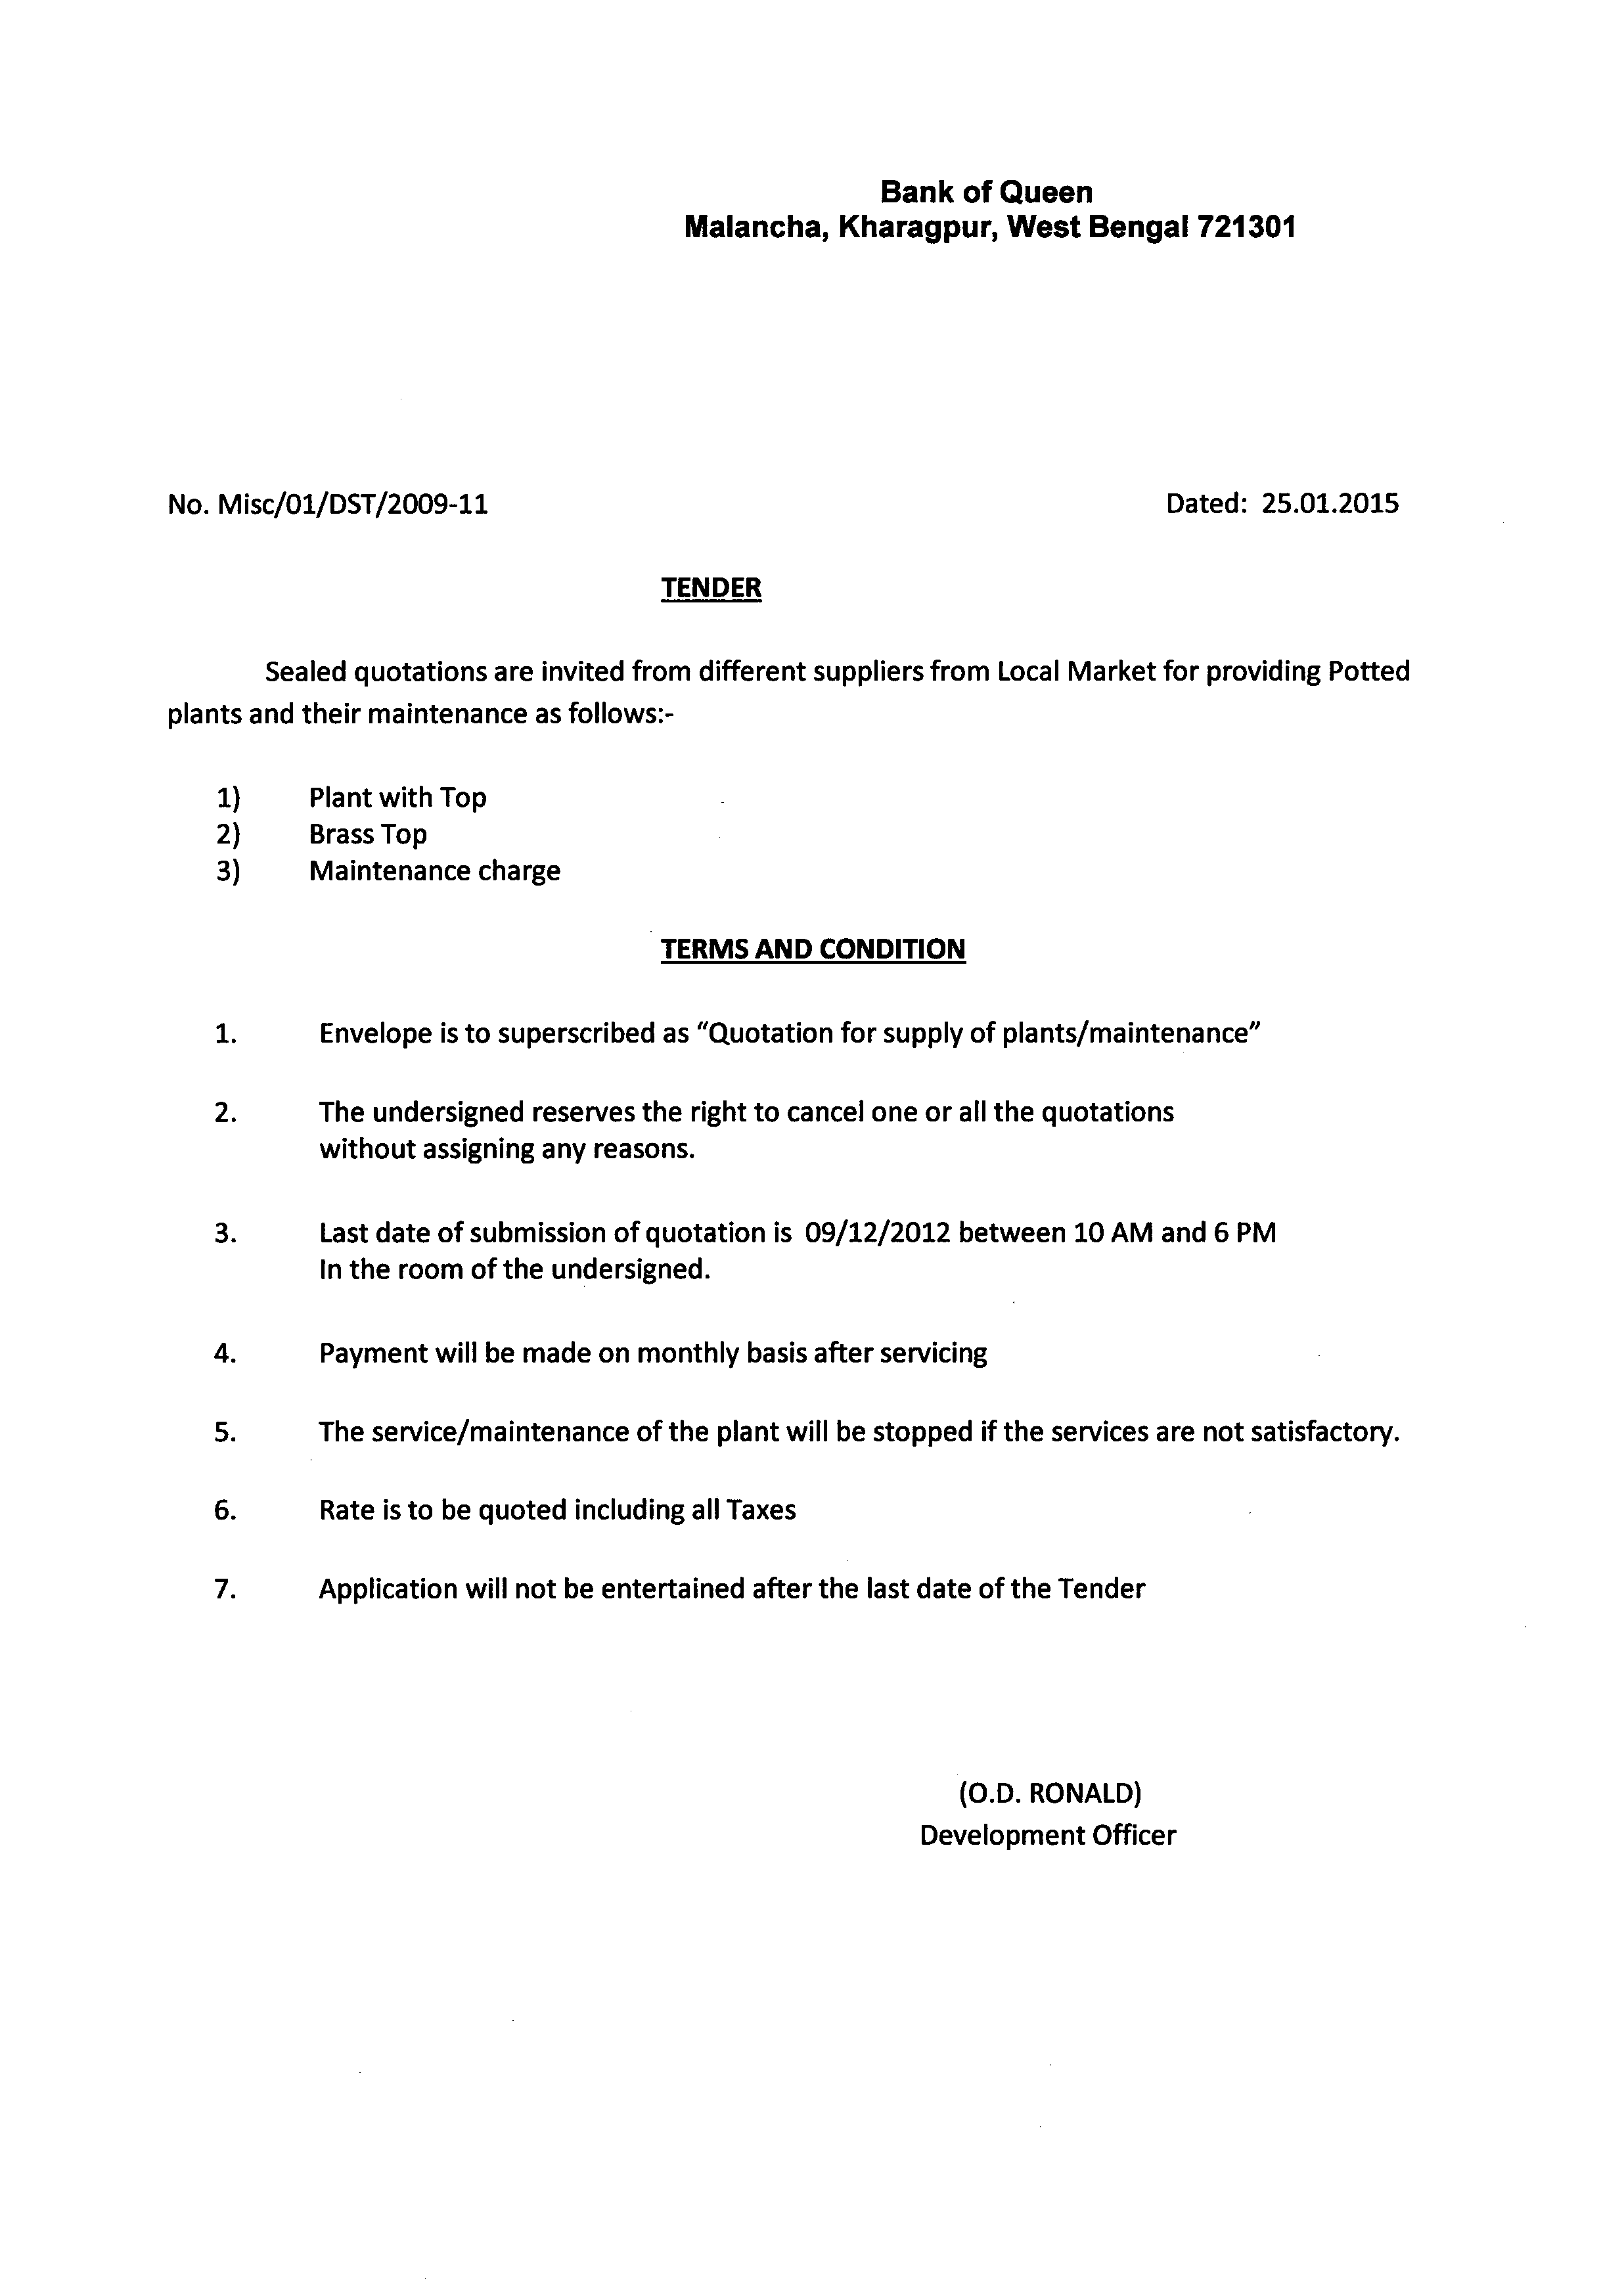 Bank of Queen
Malancha, Kharagpur, West Bengal 721301
No. Misc/01/DST/2009-11 Dated: 25.01.2015
TENDER
Sealed quotations are invited from different suppliers from Local Market for providing Potted
plants and their maintenance as follows:-
1) Plant with Top
2) Brass Top
3) Maintenance charge
TERMS AND CONDITION
1. Envelope is to superscribed as “Quotation for supply of plants/maintenance”
2. The undersigned reserves the right to cancel one or all the quotations
without assigning any reasons.
3. Last date of submission of quotation is 09/12/2012 between 10 AM and 6 PM
In the room of the undersigned.
4. Payment will be made on monthly basis after servicing
5. The service/maintenance of the plant will be stopped if the services are not satisfactory.
6. Rate is to be quoted including all Taxes
7. Application will not be entertained after the last date of the Tender
(O.D. RONALD)
Development Officer